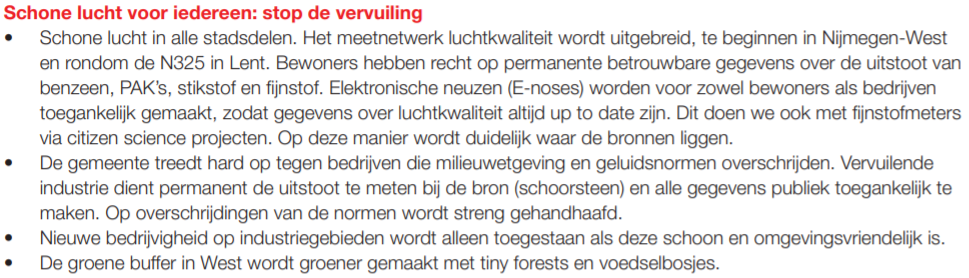 Schone lucht voor iedereen: stop de vervuiling
• Schone lucht in alle stadsdelen. Het meetnetwerk luchtkwaliteit wordt uitgebreid, te beginnen in Nijmegen-West
en rondom de N325 in Lent. Bewoners hebben recht op permanente betrouwbare gegevens over de uitstoot van
benzeen, PAK's, stikstof en fijnstof. Elektronische neuzen (E-noses) worden voor zowel bewoners als bedrijven
toegankelijk gemaakt, zodat gegevens over luchtkwaliteit altijd up to date zijn. Dit doen we ook met fijnstofmeters
via citizen science projecten. Op deze manier wordt duidelijk waar de bronnen liggen.
• De gemeente treedt hard op tegen bedrijven die milieuwetgeving en geluidsnormen overschrijden. Vervuilende
industrie dient permanent de uitstoot te meten bij de bron (schoorsteen) en alle gegevens publiek toegankelijk te
maken. Op overschrijdingen van de normen wordt streng gehandhaafd.
• Nieuwe bedrijvigheid op industriegebieden wordt alleen toegestaan als deze schoon en omgevingsvriendelijk is.
• De groene buffer in West wordt groener gemaakt met tiny forests en voedselbosjes.